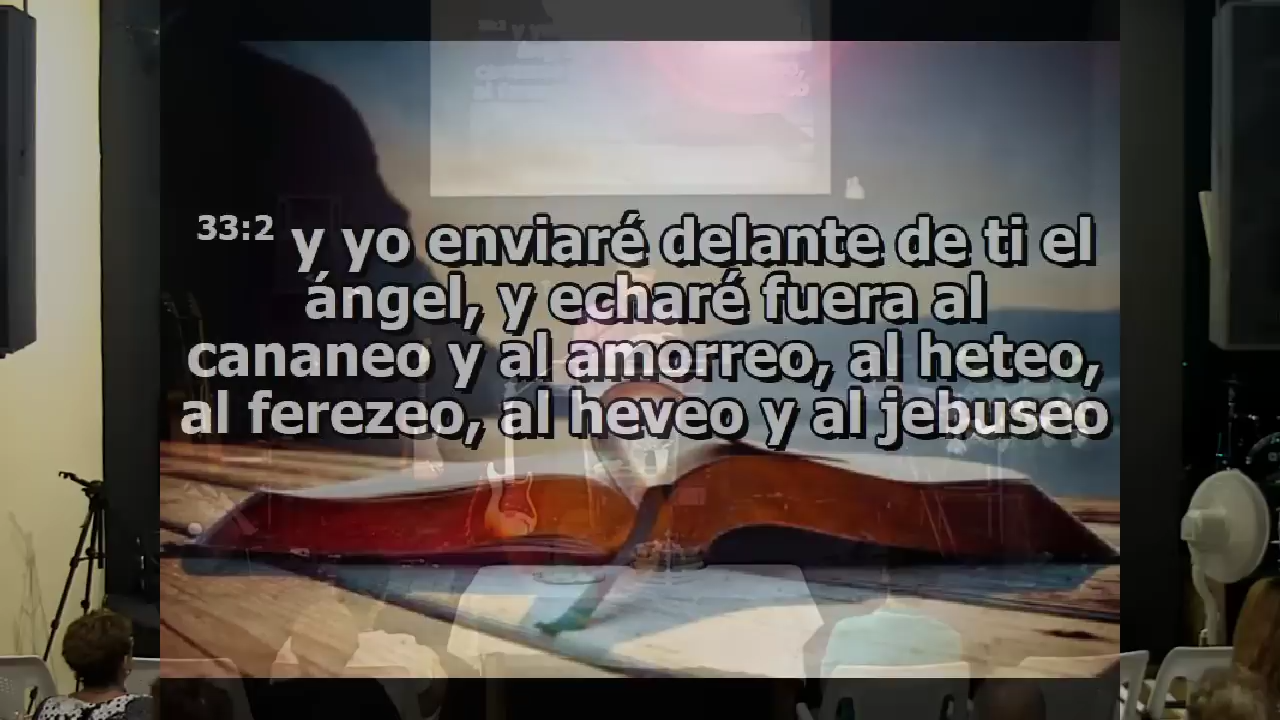 33:2 y yo enviaré delante de ti el
ángel, y echaré fuera al
cananeo y al amorreo, al heteo,
al ferezeo, al heveo y al jebuseo